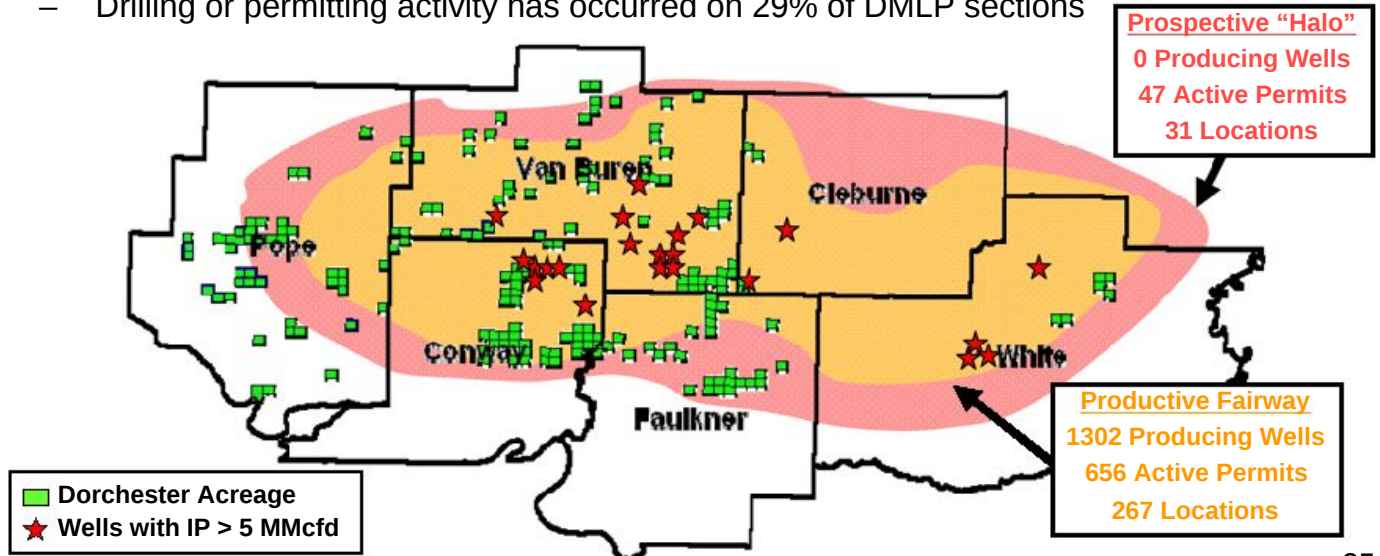 – Drilling or permitting activity has occurred on 29% of DMLP sections
Prospective “Halo”
0 Producing Wells
47 Active Permits
31 Locations
Van Buren
Cleburne
Pope
Conway
White
Faulkner
Productive Fairway
1302 Producing Wells
656 Active Permits
267 Locations
Dorchester Acreage
Wells with IP > 5 MMcfd